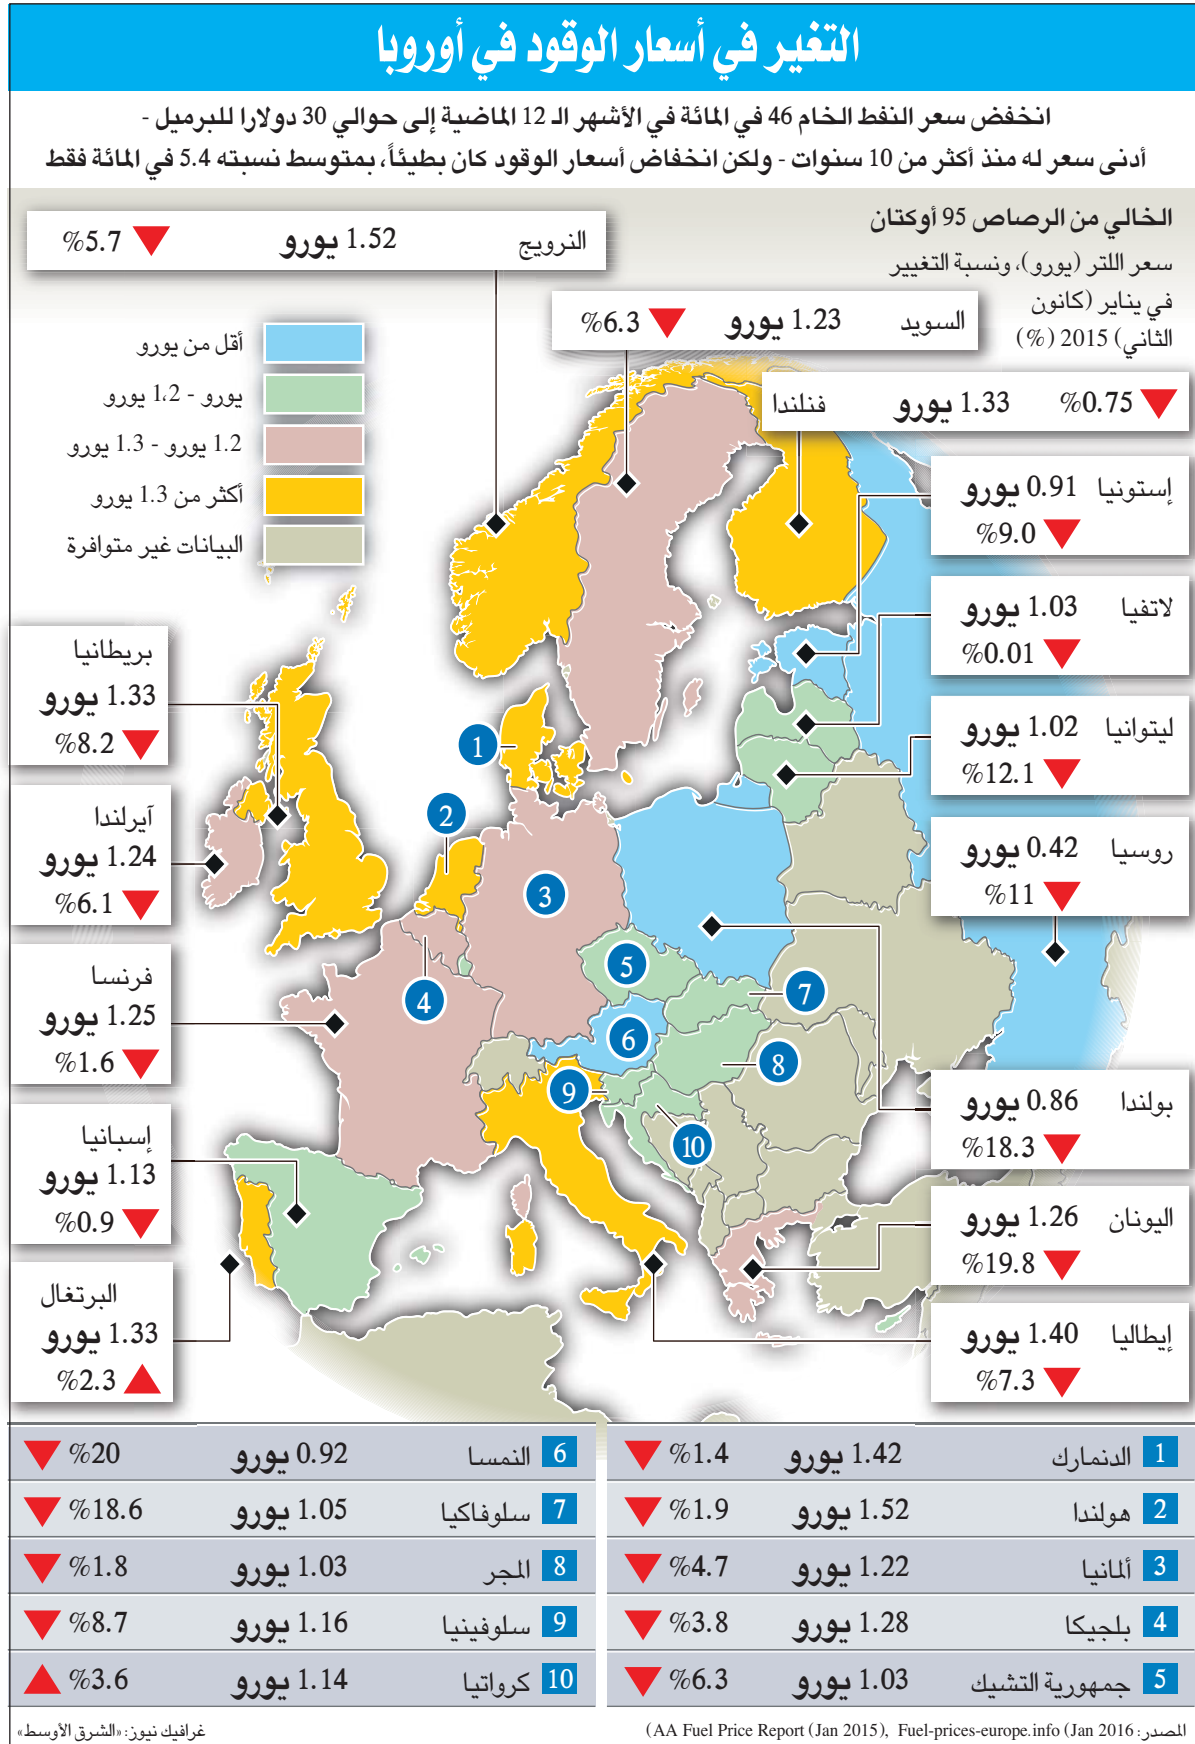 التغير في أسعار الوقود في أوروبا
انخفض سعر النفط الخام 46 في المائة في الأشهر الـ 12 الماضية إلى حوالي 30 دولارا للبرميل -
أدنى سعر له منذ أكثر من 10 سنوات - ولكن انخفاض أسعار الوقود كان بطيئاً، بمتوسط نسبته 5.4 في المائة فقط
الخالي من الرصاص 95 أوكتان
سعر اللتر (يورو)، ونسبة التغيير
في يناير (كانون
الثاني) 2015 (%)
النرويج 1.52 يورو ▼ %5.7
السويد 1.23 يورو ▼ %6.3
فنلندا 1.33 يورو %0.75 ▼
أقل من يورو
يورو - 1،2 يورو
1.2 يورو - 1.3 يورو
أكثر من 1.3 يورو
البيانات غير متوافرة
إستونيا 0.91 يورو
▼ %9.0
لاتفيا 1.03 يورو
▼ %0.01
ليتوانيا 1.02 يورو
▼ %12.1
روسيا 0.42 يورو
▼ %11
بولندا 0.86 يورو
▼ %18.3
اليونان 1.26 يورو
▼ %19.8
إيطاليا 1.40 يورو
▼ %7.3
بريطانيا
1.33 يورو
▼ %8.2
آيرلندا
1.24 يورو
▼ %6.1
فرنسا
1.25 يورو
▼ %1.6
إسبانيا
1.13 يورو
▼ %0.9
البرتغال
1.33 يورو
▲ %2.3
1
2
3
4
5
6
7
8
9
10
1 الدنمارك 1.42 يورو %1.4 ▼
2 هولندا 1.52 يورو %1.9 ▼
3 ألمانيا 1.22 يورو %4.7 ▼
4 بلجيكا 1.28 يورو %3.8 ▼
5 جمهورية التشيك 1.03 يورو %6.3 ▼
6 النمسا 0.92 يورو %20 ▼
7 سلوفاكيا 1.05 يورو %18.6 ▼
8 المجر 1.03 يورو %1.8 ▼
9 سلوفينيا 1.16 يورو %8.7 ▼
10 كرواتيا 1.14 يورو %3.6 ▲
المصدر: AA Fuel Price Report (Jan 2015), Fuel-prices-europe.info (Jan 2016)
غرافيك نيوز: «الشرق الأوسط»